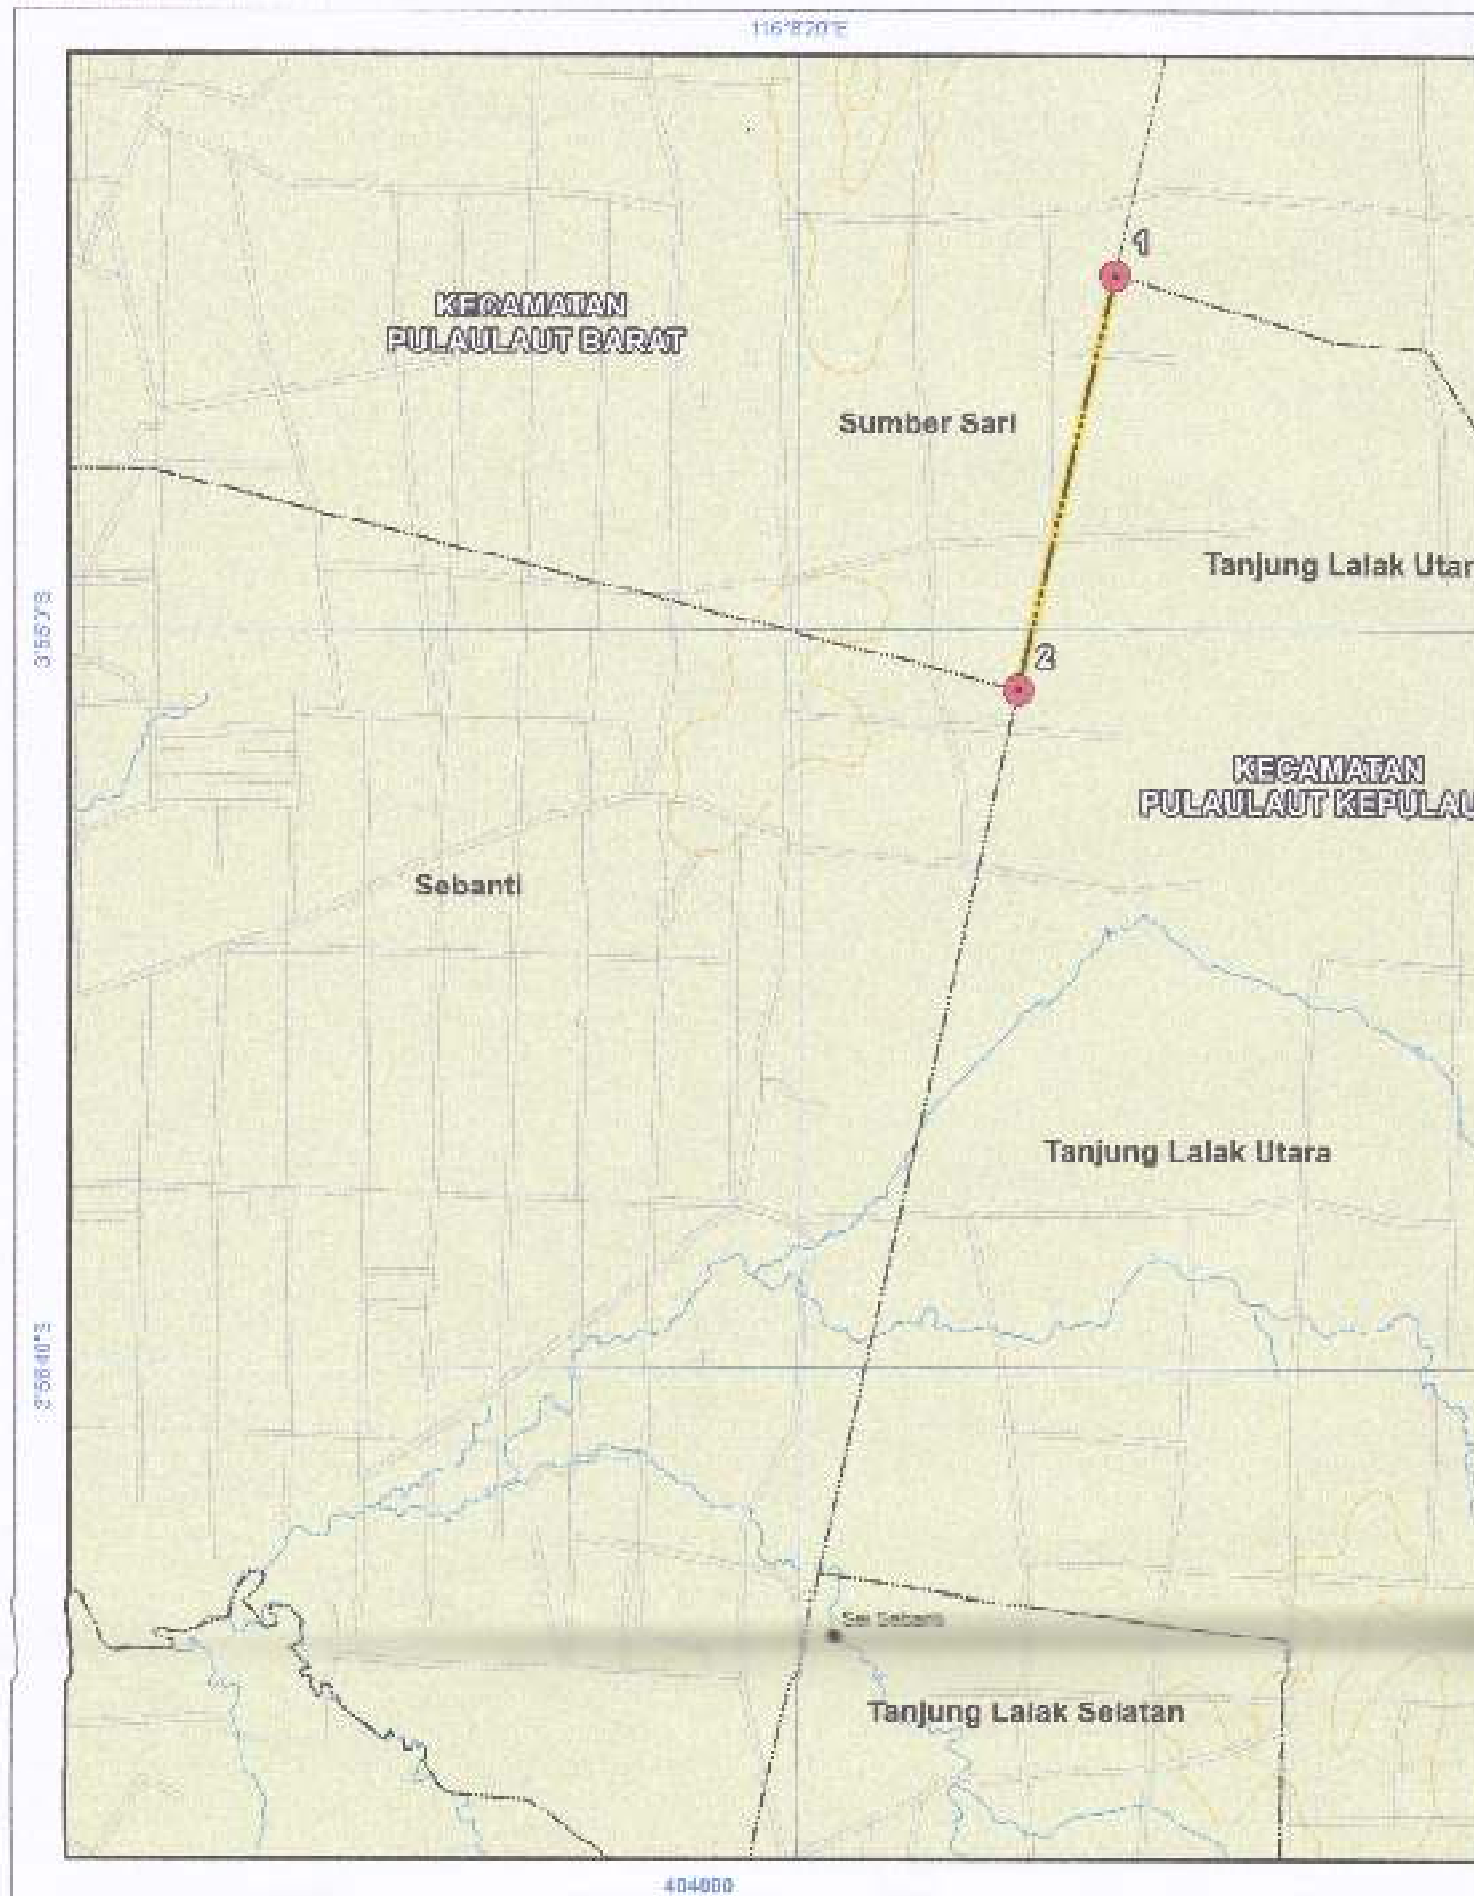 116°8'20"E
1
KECAMATAN
PULAULAUT BARAT
Sumber Sari
Tanjung Lalak Utar
2
KECAMATAN
PULAULAUT KEPULAU
Sebanti
Tanjung Lalak Utara
Tanjung Lalak Selatan
404000